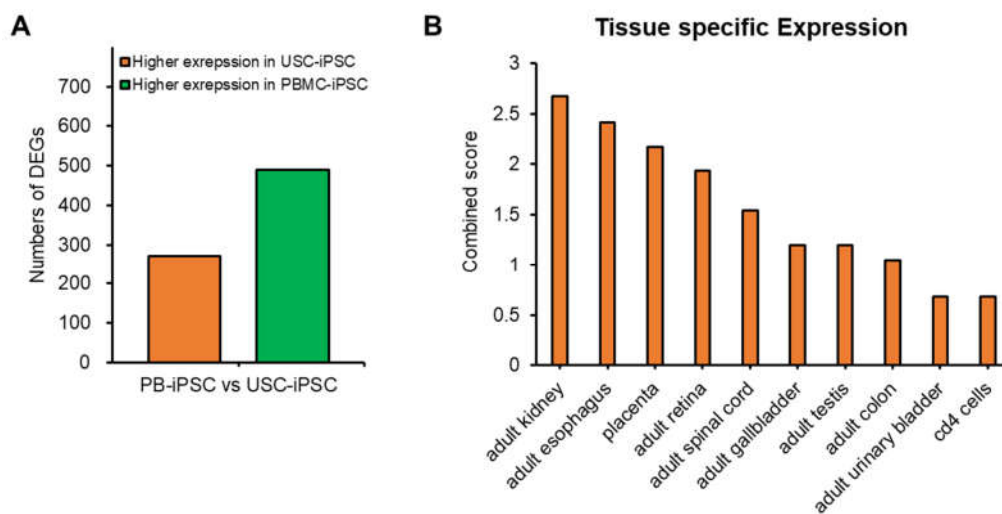 A
Higher exrepssion in USC-iPSC
Higher exrepssion in PBMC-iPSC
Numbers of DEGs
700
600
500
400
300
200
100
0
PB-iPSC vs USC-iPSC
B
Tissue specific Expression
Combined score
3
2.5
2
1.5
1
0.5
0
adult kidney
adult esophagus
placenta
adult retina
adult spinal cord
adult gallbladder
adult testis
adult colon
adult urinary bladder
cd4 cells